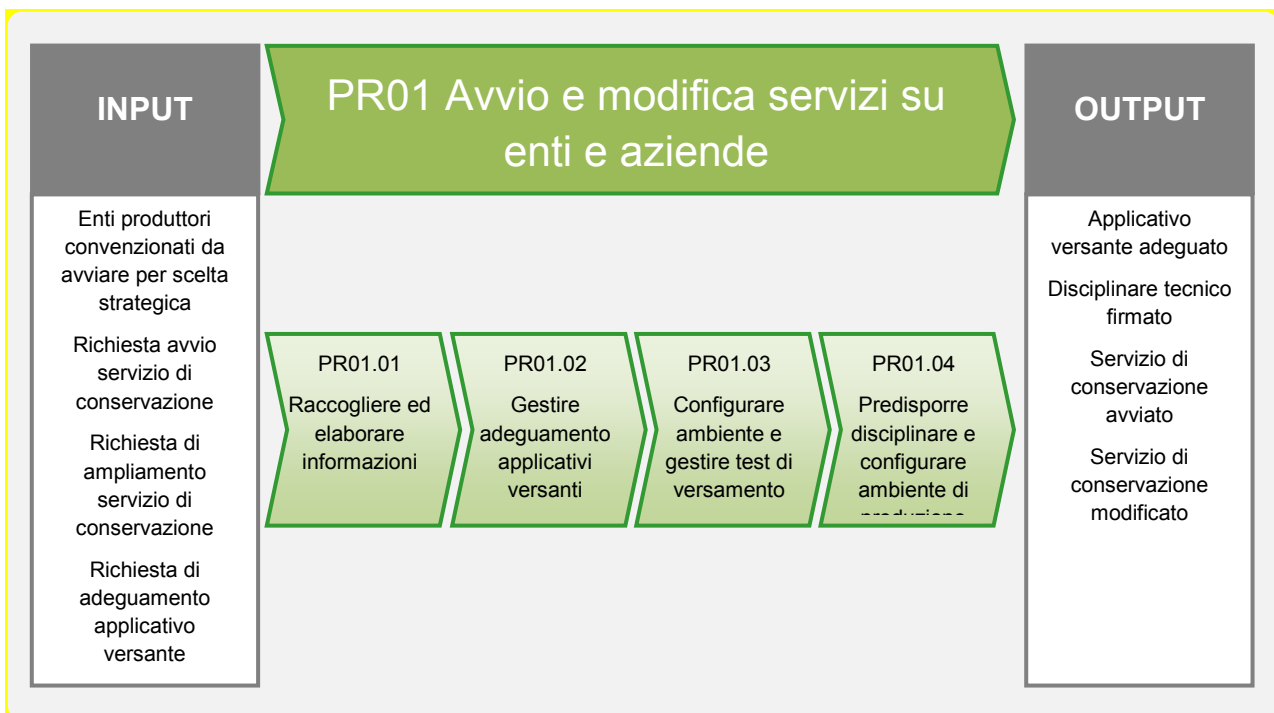 INPUT
PR01 Avvio e modifica servizi su
enti e aziende
OUTPUT
Enti produttori
convenzionati da
avviare per scelta
strategica
Richiesta avvio
servizio di
conservazione
Richiesta di
ampliamento
servizio di
conservazione
Richiesta di
adeguamento
applicativo
versante
PR01.01
Raccogliere ed
elaborare
informazioni
PR01.02
Gestire
adeguamento
applicativi
versanti
PR01.03
Configurare
ambiente e
gestire test di
versamento
PR01.04
Predisporre
disciplinare e
configurare
ambiente di
produzione
Applicativo
versante adeguato
Disciplinare tecnico
firmato
Servizio di
conservazione
avviato
Servizio di
conservazione
modificato